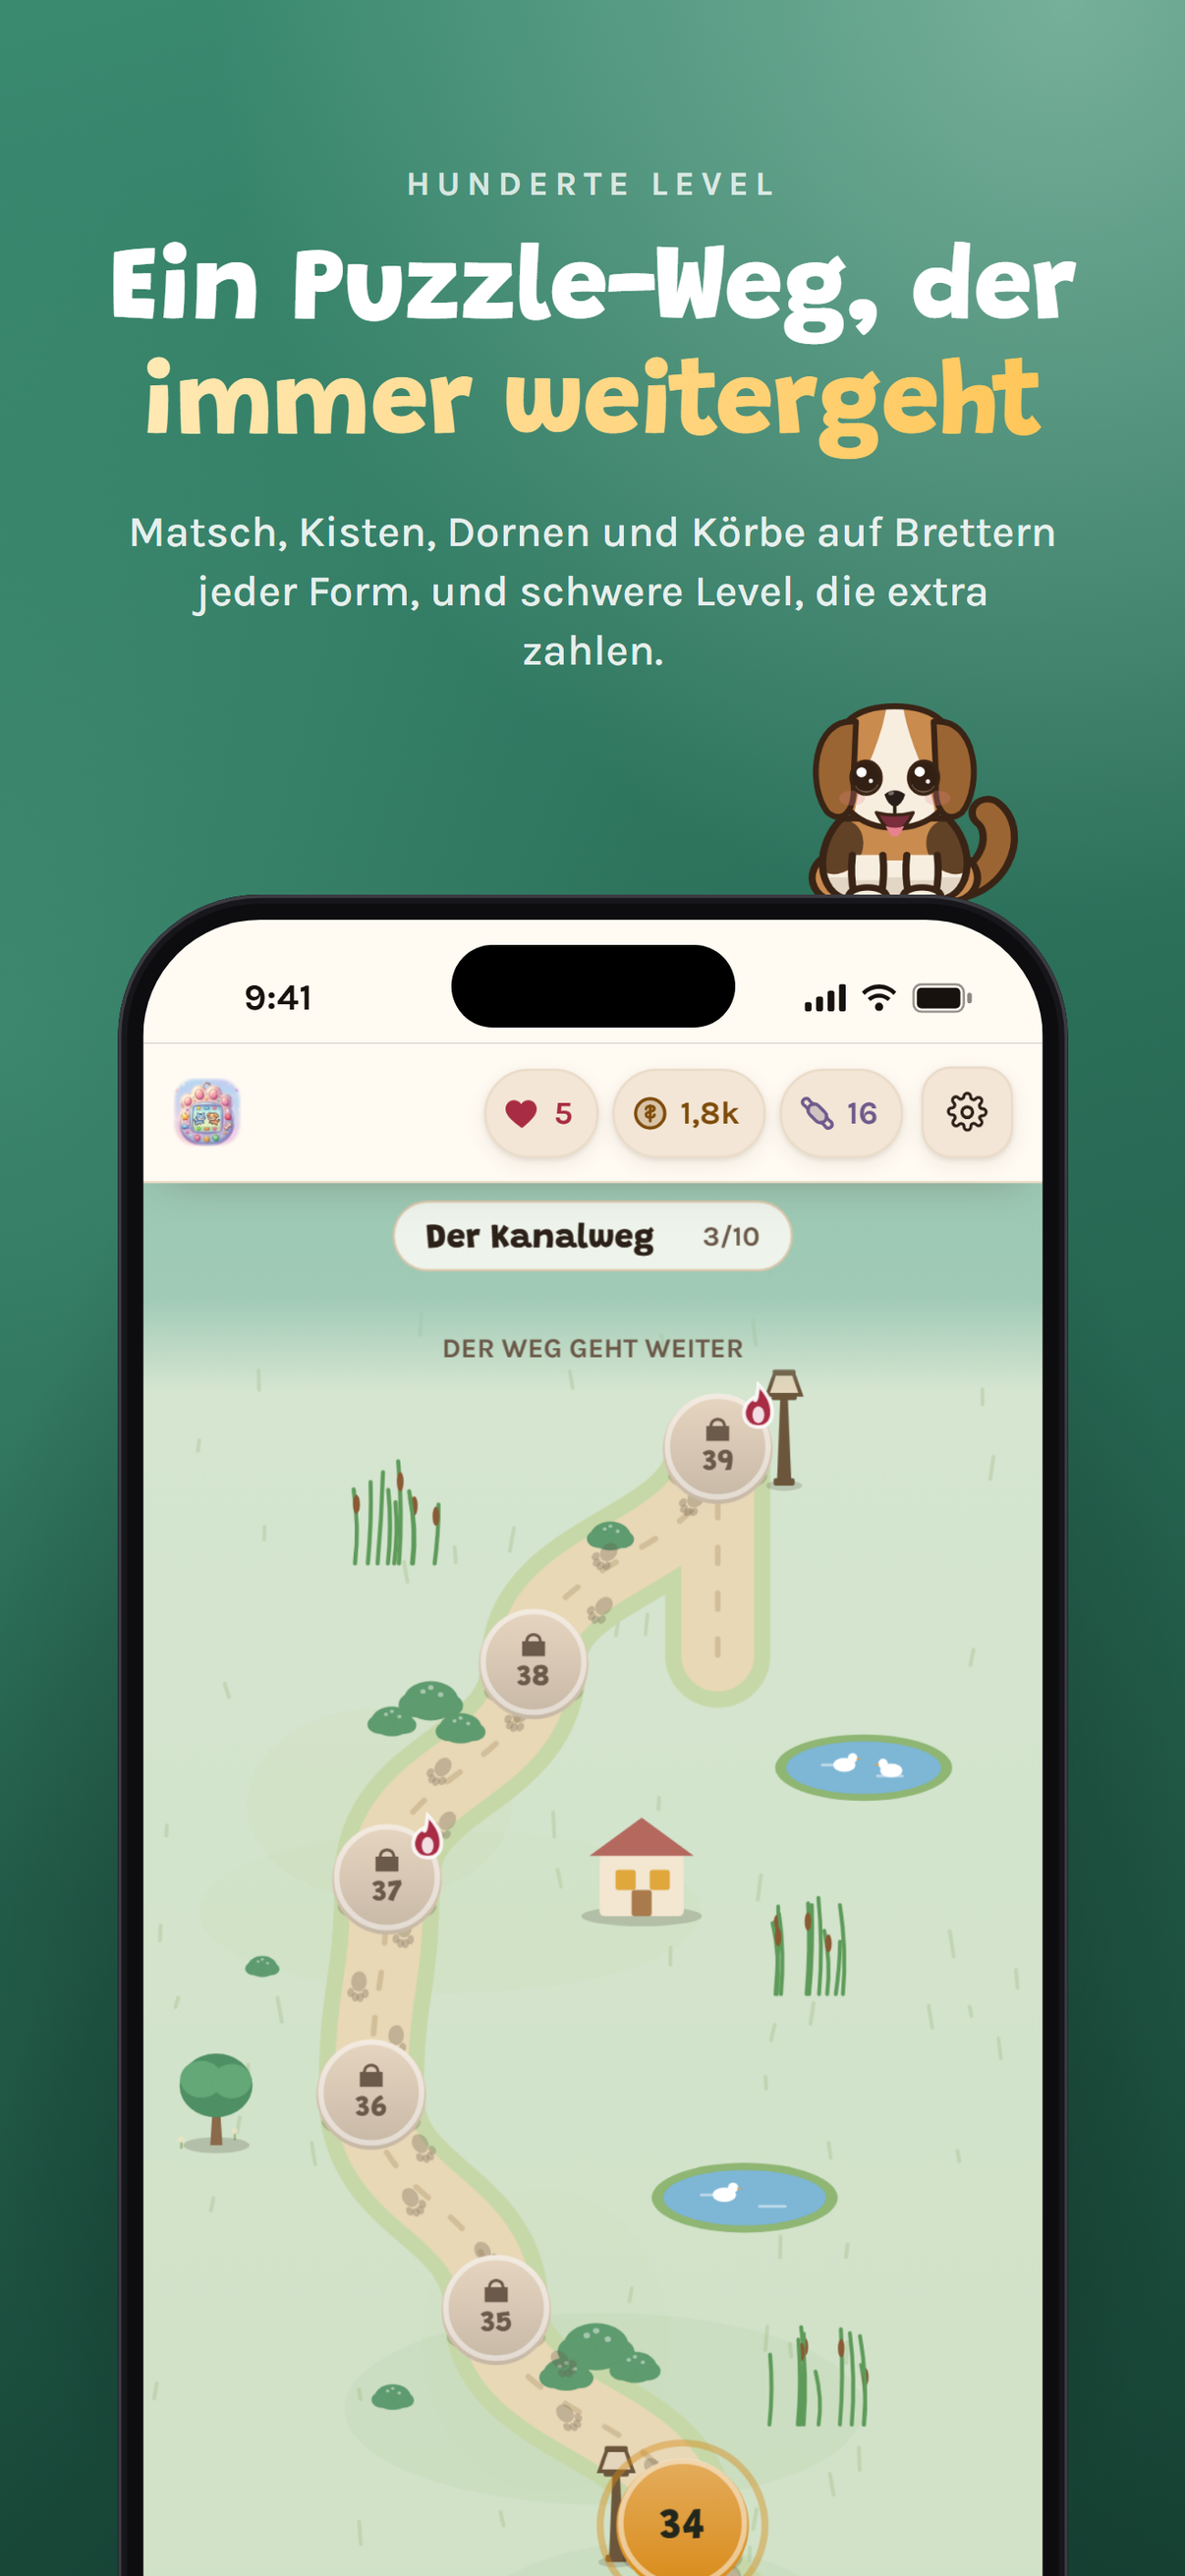 HUNDERTE LEVEL
Ein Puzzle-Weg, der
immer weitergeht
Matsch, Kisten, Dornen und Körbe auf Brettern
jeder Form, und schwere Level, die extra
zahlen.
9:41
5
1,8k
16
Der Kanalweg 3/10
DER WEG GEHT WEITER
39
38
37
36
35
34